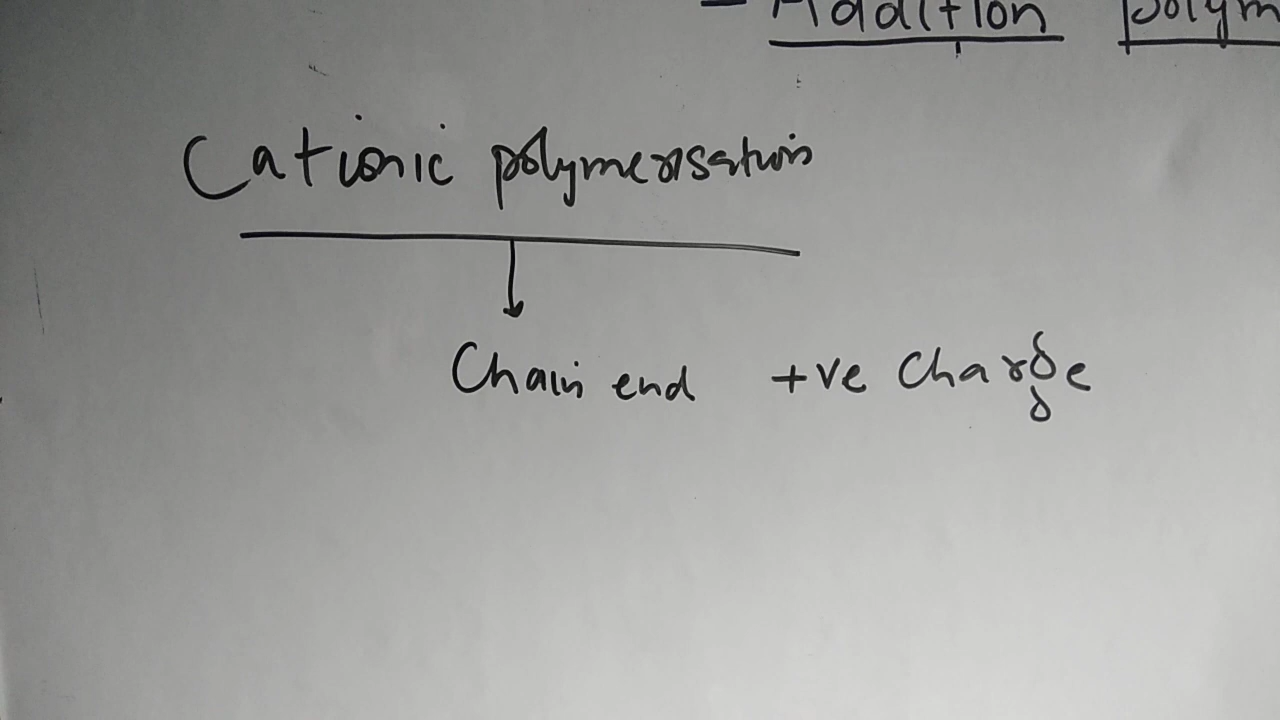 - Addition polym
Cationic polymerisation
Chain end +ve Charge